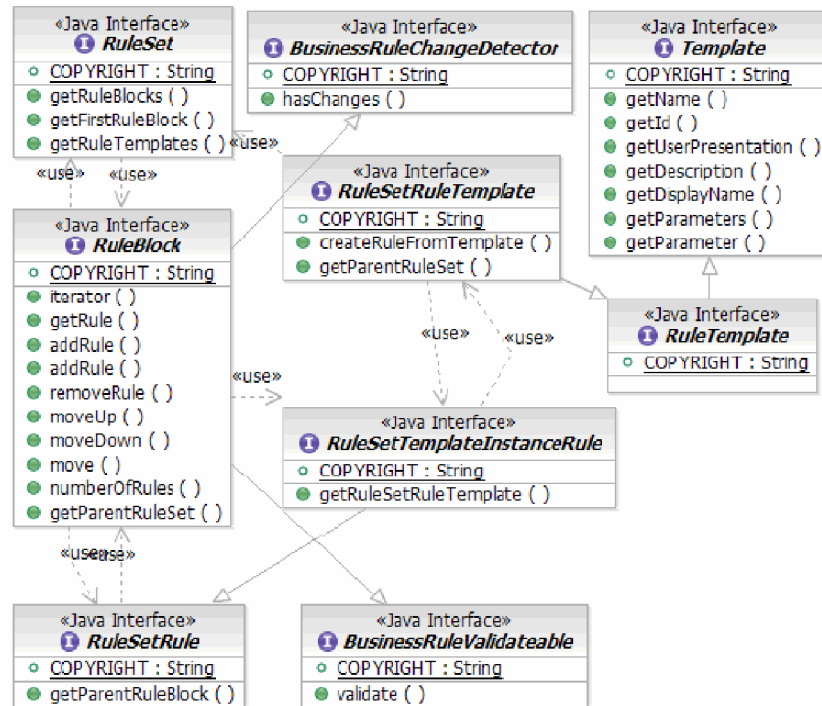 «Java Interface»
RuleSet
COPYRIGHT : String
getRuleBlocks ( )
getFirstRuleBlock ( )
getRuleTemplates ( )
«Java Interface»
BusinessRuleChangeDetector
COPYRIGHT : String
hasChanges ( )
«Java Interface»
Template
COPYRIGHT : String
getName ( )
getId ( )
getUserPresentation ( )
getDescription ( )
getDisplayName ( )
getParameters ( )
getParameter ( )
«use»
«use»
«use»
«Java Interface»
RuleSetRuleTemplate
COPYRIGHT : String
createRuleFromTemplate ( )
getParentRuleSet ( )
«Java Interface»
RuleBlock
COPYRIGHT : String
iterator ( )
getRule ( )
addRule ( )
addRule ( )
removeRule ( )
moveUp ( )
moveDown ( )
move ( )
numberOfRules ( )
getParentRuleSet ( )
«Java Interface»
RuleTemplate
COPYRIGHT : String
«use»
«use»
«use»
«Java Interface»
RuleSetTemplateInstanceRule
COPYRIGHT : String
getRuleSetRuleTemplate ( )
«use»
«use»
«Java Interface»
RuleSetRule
COPYRIGHT : String
getParentRuleBlock ( )
«Java Interface»
BusinessRuleValidateable
COPYRIGHT : String
validate ( )